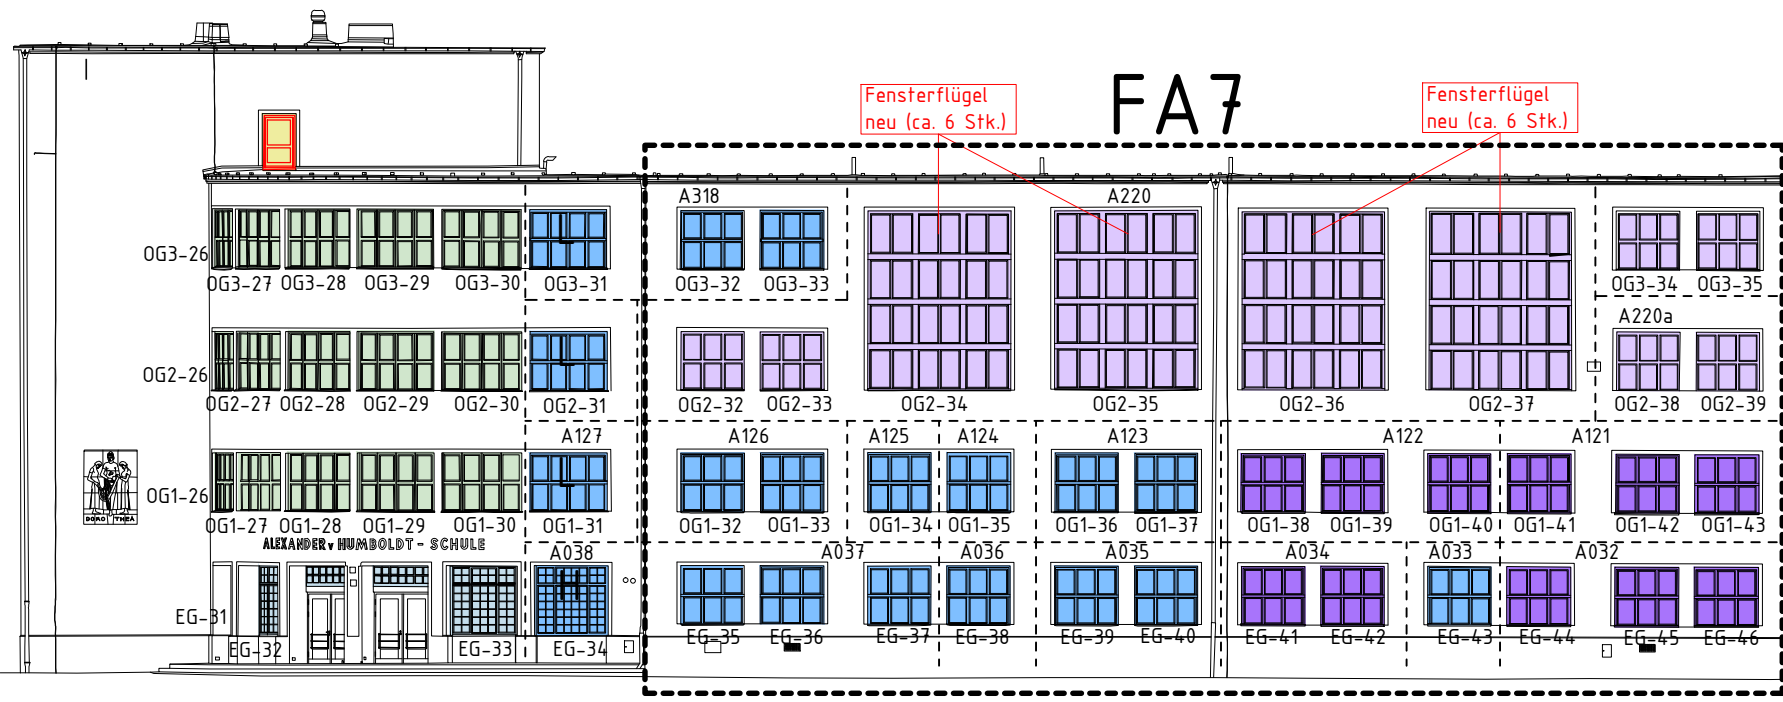 FA7
Fensterflügel
neu (ca. 6 Stk.)
Fensterflügel
neu (ca. 6 Stk.)
A318
A220
OG3-26
OG3-27 OG3-28 OG3-29 OG3-30 OG3-31 OG3-32 OG3-33 OG3-34 OG3-35
A220a
OG2-26
OG2-27 OG2-28 OG2-29 OG2-30 OG2-31 OG2-32 OG2-33 OG2-34 OG2-35 OG2-36 OG2-37 OG2-38 OG2-39
A127 A126 A125 A124 A123 A122 A121
OG1-26
OG1-27 OG1-28 OG1-29 OG1-30 OG1-31 OG1-32 OG1-33 OG1-34 OG1-35 OG1-36 OG1-37 OG1-38 OG1-39 OG1-40 OG1-41 OG1-42 OG1-43
DOROTHEA
ALEXANDER v HUMBOLDT - SCHULE
A038 A037 A036 A035 A034 A033 A032
EG-31
EG-32 EG-33 EG-34 EG-35 EG-36 EG-37 EG-38 EG-39 EG-40 EG-41 EG-42 EG-43 EG-44 EG-45 EG-46